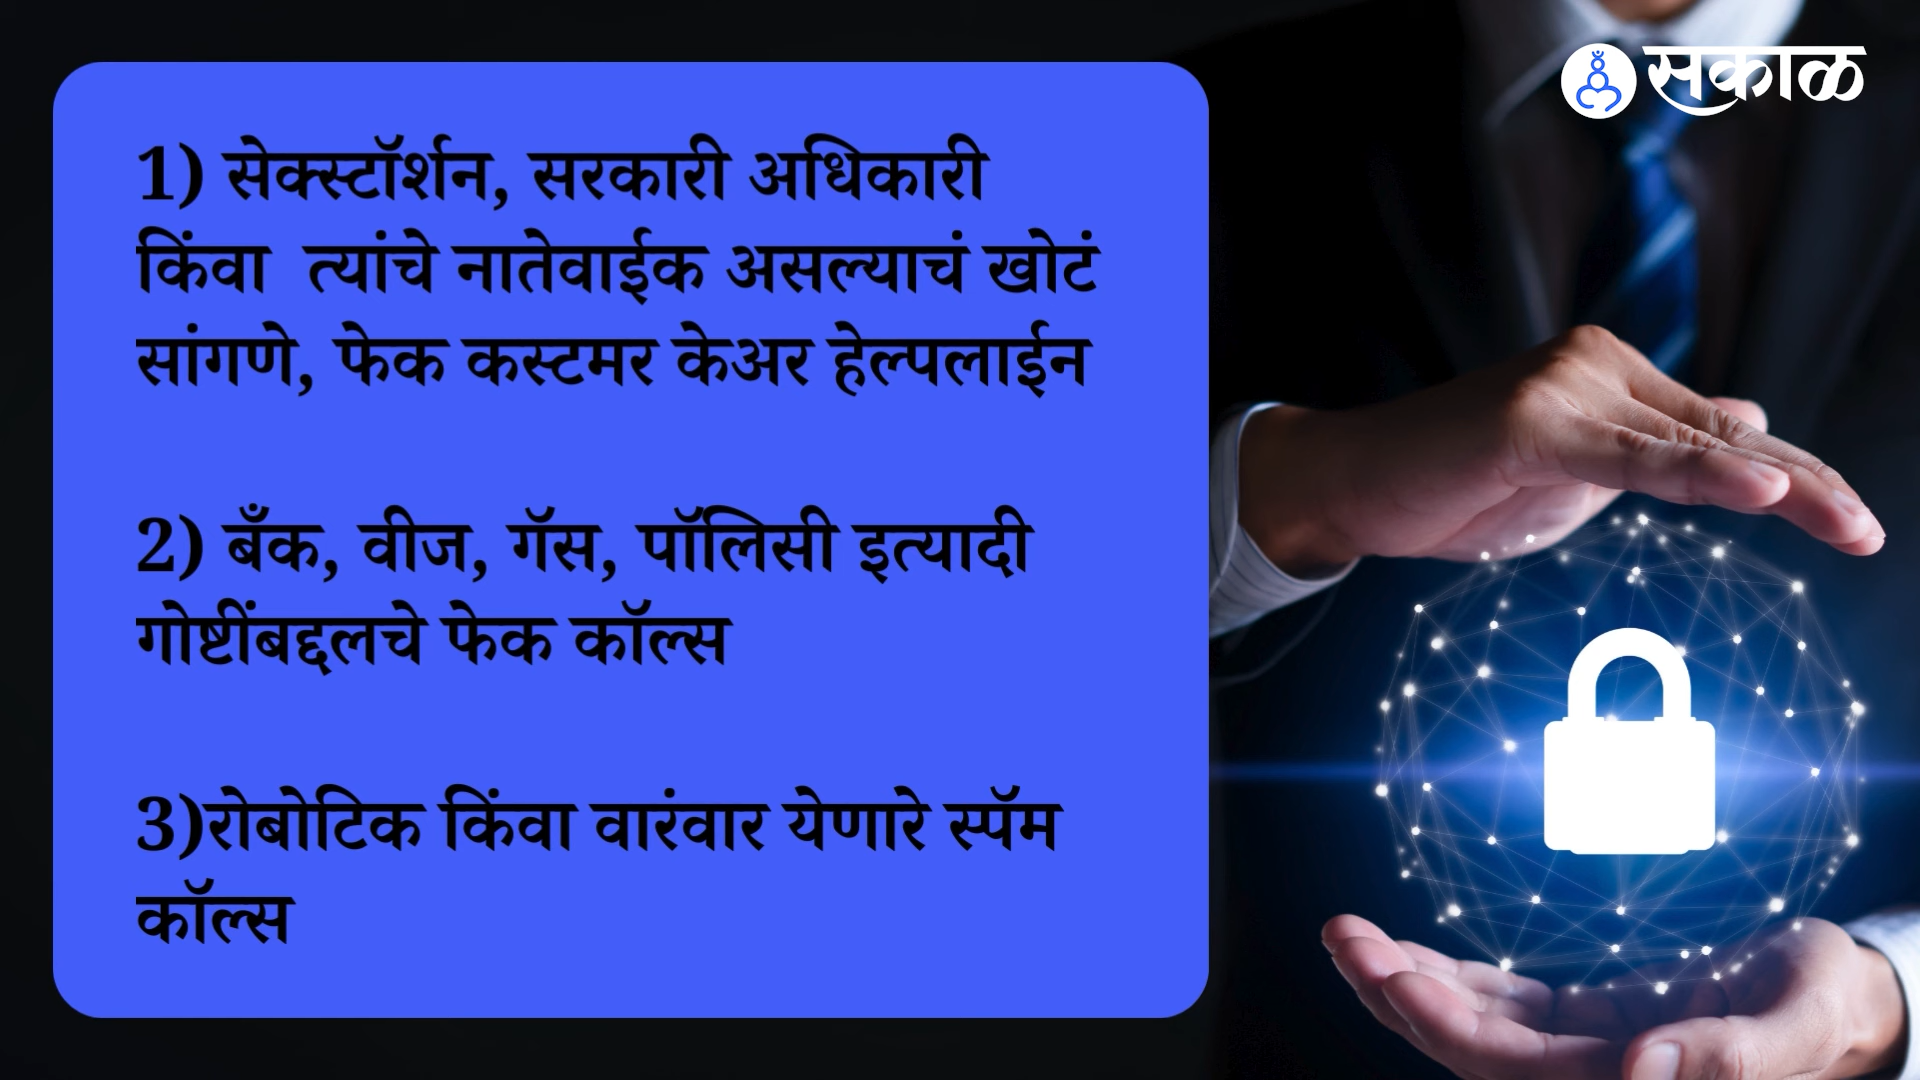 सकाळ
1) सेक्स्टॉर्शन, सरकारी अधिकारी
किंवा  त्यांचे नातेवाईक असल्याचं खोटं
सांगणे, फेक कस्टमर केअर हेल्पलाईन
2) बँक, वीज, गॅस, पॉलिसी इत्यादी
गोष्टींबद्दलचे फेक कॉल्स
3)रोबोटिक किंवा वारंवार येणारे स्पॅम
कॉल्स